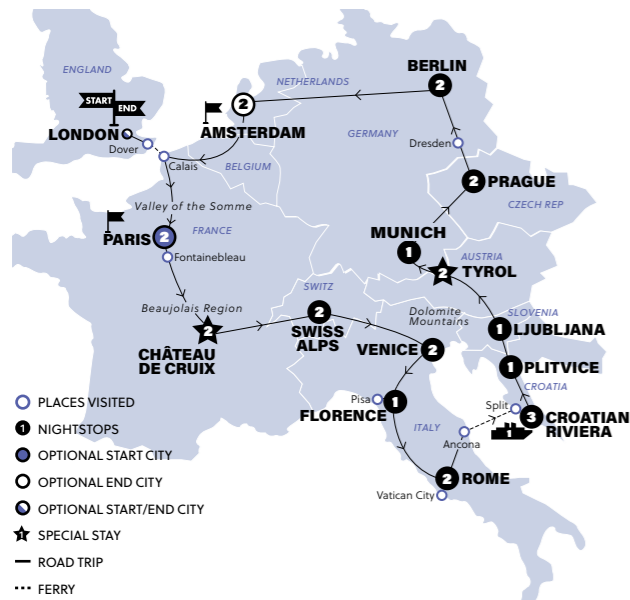 ENGLAND
START
END
LONDON
Dover
Calais
NETHERLANDS
2
AMSTERDAM
BELGIUM
BERLIN
2
GERMANY
Dresden
2
PRAGUE
CZECH REP
Valley of the Somme
PARIS
2
FRANCE
Fontainebleau
Beaujolais Region
2
CHÂTEAU
DE CRUIX
MUNICH
1
AUSTRIA
2
TYROL
SWITZ
2
SWISS
ALPS
Dolomite
Mountains
SLOVENIA
1
LJUBLJANA
VENICE
2
1
PLITVICE
CROATIA
Pisa
1
FLORENCE
Split
3
CROATIAN
RIVIERA
1
ITALY
Ancona
2
ROME
Vatican City
PLACES VISITED
1 NIGHTSTOPS
OPTIONAL START CITY
OPTIONAL END CITY
OPTIONAL START/END CITY
1 SPECIAL STAY
ROAD TRIP
FERRY